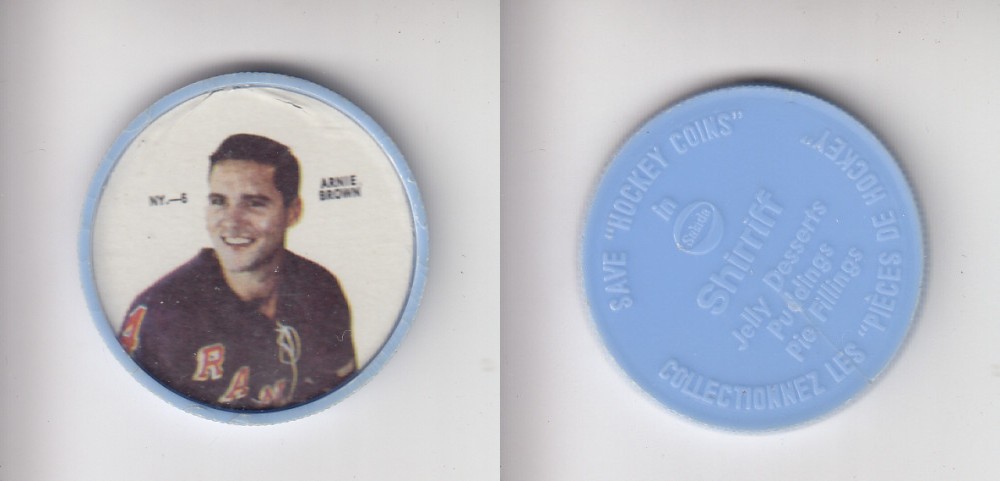 NY.—6
ARNIE
BROWN
RAN
SAVE "HOCKEY COINS"
in
Salada
Shirriff
Jelly Desserts
Puddings
Pie Fillings
COLLECTIONNEZ LES "PIÈCES DE HOCKEY"